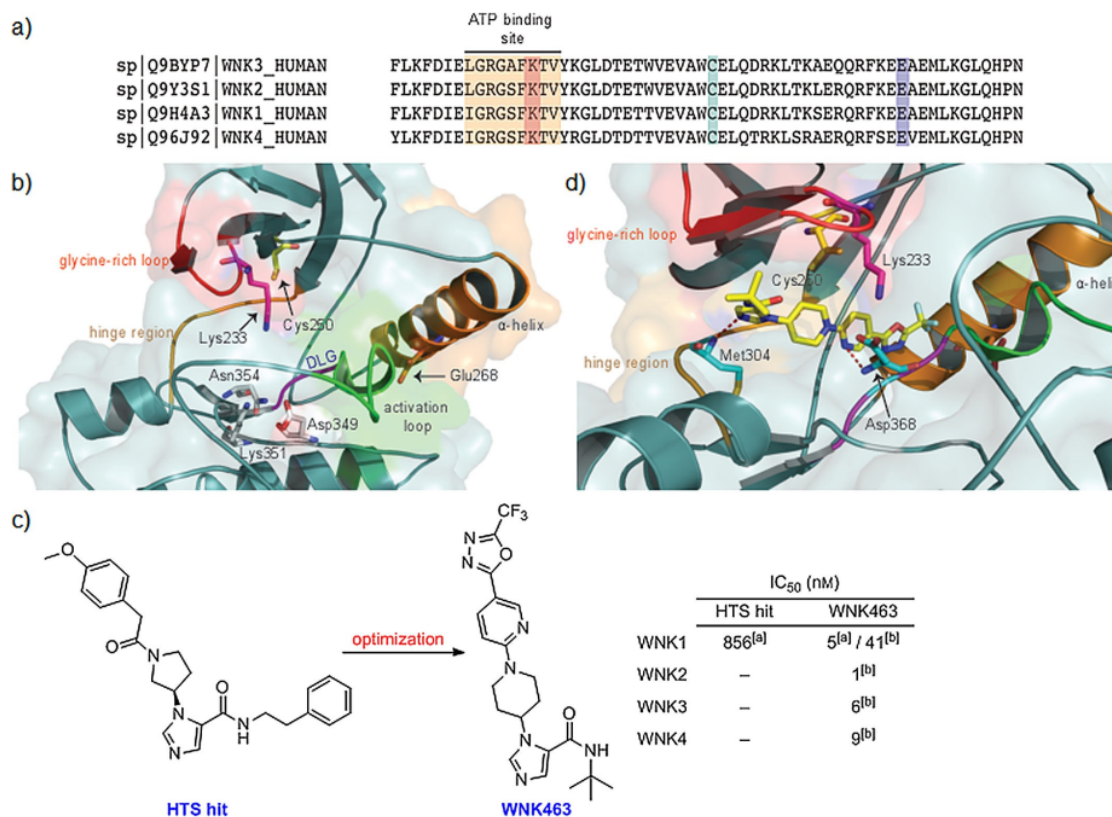 a)
ATP binding
site
sp|Q9BYP7|WNK3_HUMAN FLKFDIELGRGAFKTVYKGLDTETWVEVAWCELQDRKLTKAEQQRFKEEAEMLKGLQHPN
sp|Q9Y3S1|WNK2_HUMAN FLKFDIELGRGSFKTVYKGLDTETWVEVAWCELQDRKLTKLERQRFKEEAEMLKGLQHPN
sp|Q9H4A3|WNK1_HUMAN FLKFDIEIGRGSFKTVYKGLDTETTVEVAWCELQDRKLTKSERQRFKEEAEMLKGLQHPN
sp|Q96J92|WNK4_HUMAN YLKFDIEIGRGSFKTVYRGLDTDTTVEVAWCELQTRKLSRAERQRFSEEVEMLKGLQHPN
b)
glycine-rich loop
hinge region
Lys233
Cys250
α-helix
DLG
Glu268
Asn354
activation
loop
Asp349
Lys351
d)
glycine-rich loop
Lys233
Cys250
α-helix
Met304
hinge region
Asp368
c)
O
O
N
N
N
O
N
H
HTS hit
optimization
CF3
N
N
O
N
N
N
N
O
NH
WNK463
IC50 (nM)
HTS hit WNK463
WNK1 856[a] 5[a] / 41[b]
WNK2 – 1[b]
WNK3 – 6[b]
WNK4 – 9[b]